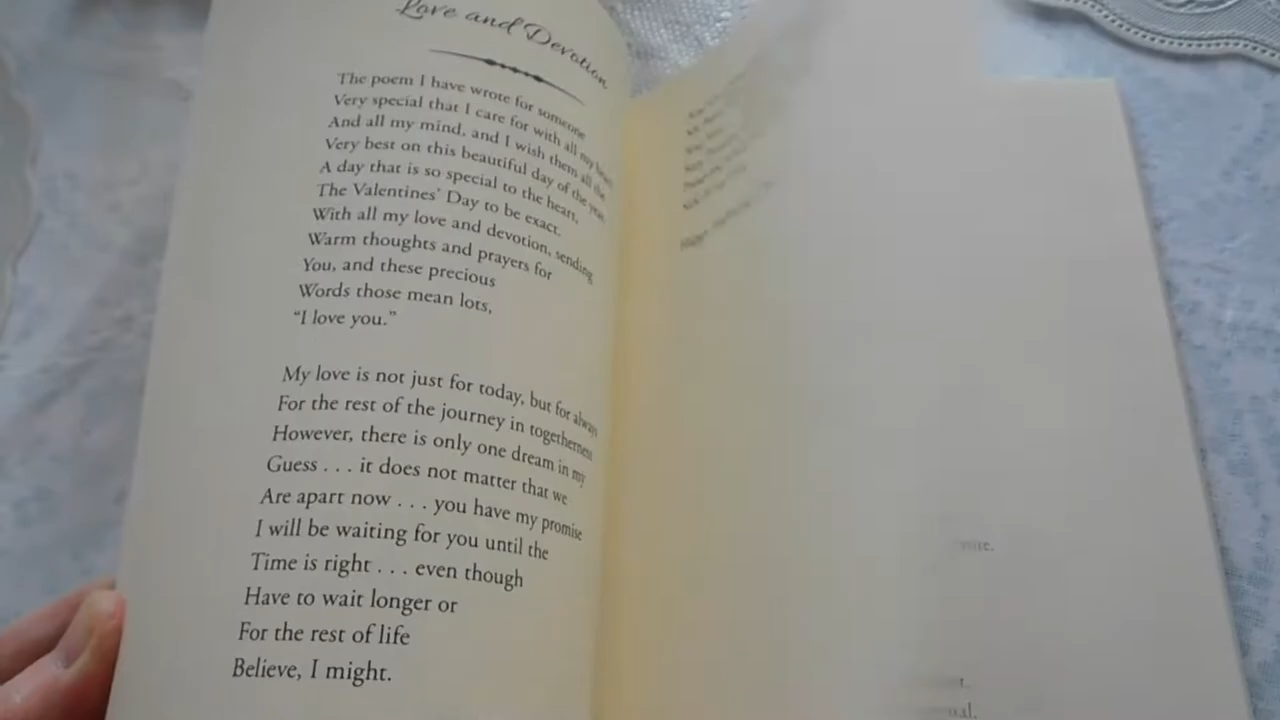 Love and Devotion
The poem I have wrote for someone
Very special that I care for with all my heart
And all my mind, and I wish them all the
Very best on this beautiful day of the year.
A day that is so special to the heart,
The Valentines' Day to be exact.
With all my love and devotion, sending
Warm thoughts and prayers for
You, and these precious
Words those mean lots,
“I love you.”
My love is not just for today, but for always
For the rest of the journey in togetherness
However, there is only one dream in my
Guess . . . it does not matter that we
Are apart now . . . you have my promise
I will be waiting for you until the
Time is right . . . even though
Have to wait longer or
For the rest of life
Believe, I might.